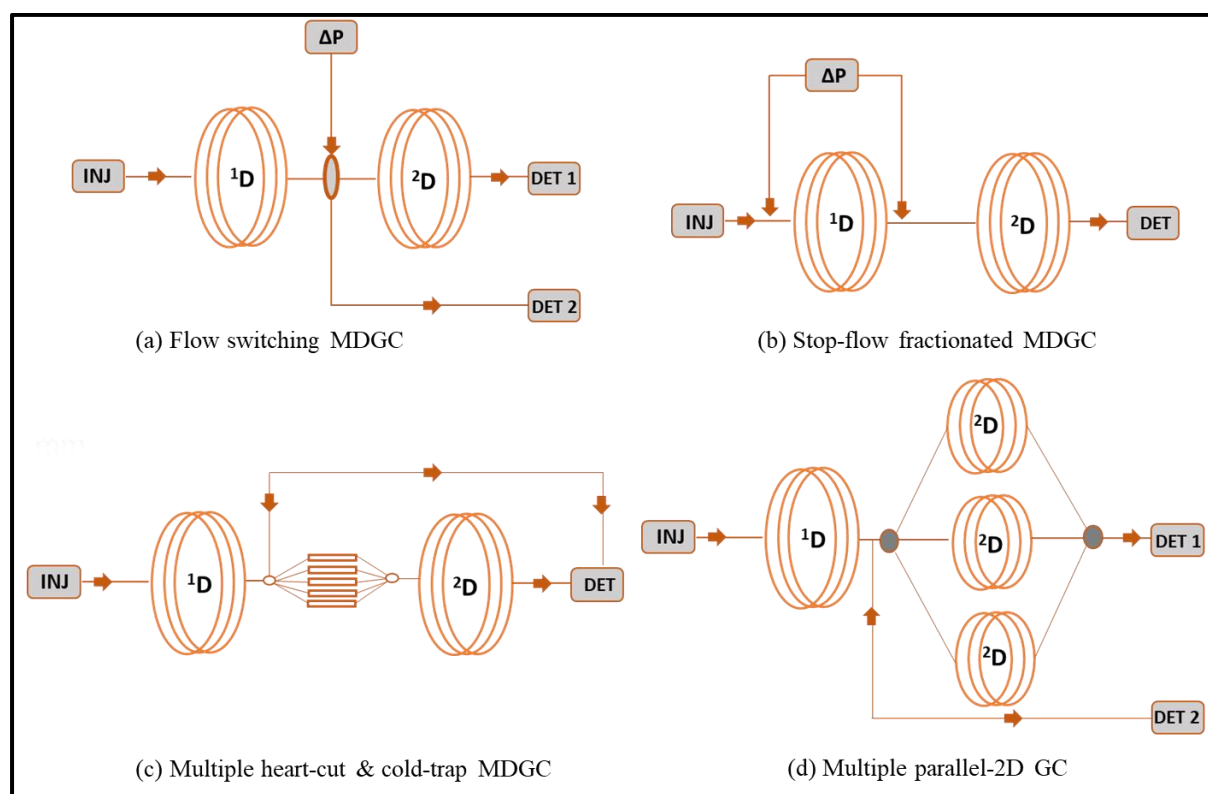 ΔP
INJ
¹D
²D
DET 1
DET 2
(a) Flow switching MDGC
ΔP
INJ
¹D
²D
DET
(b) Stop-flow fractionated MDGC
INJ
¹D
²D
DET
(c) Multiple heart-cut & cold-trap MDGC
²D
INJ
¹D
²D
DET 1
²D
DET 2
(d) Multiple parallel-2D GC